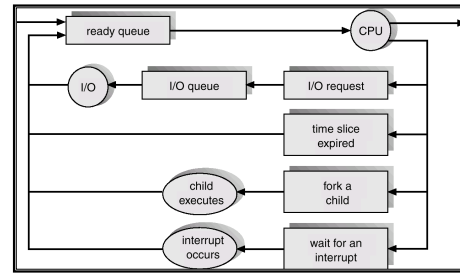 ready queue
CPU
I/O
I/O queue
I/O request
time slice
expired
child
executes
fork a
child
interrupt
occurs
wait for an
interrupt